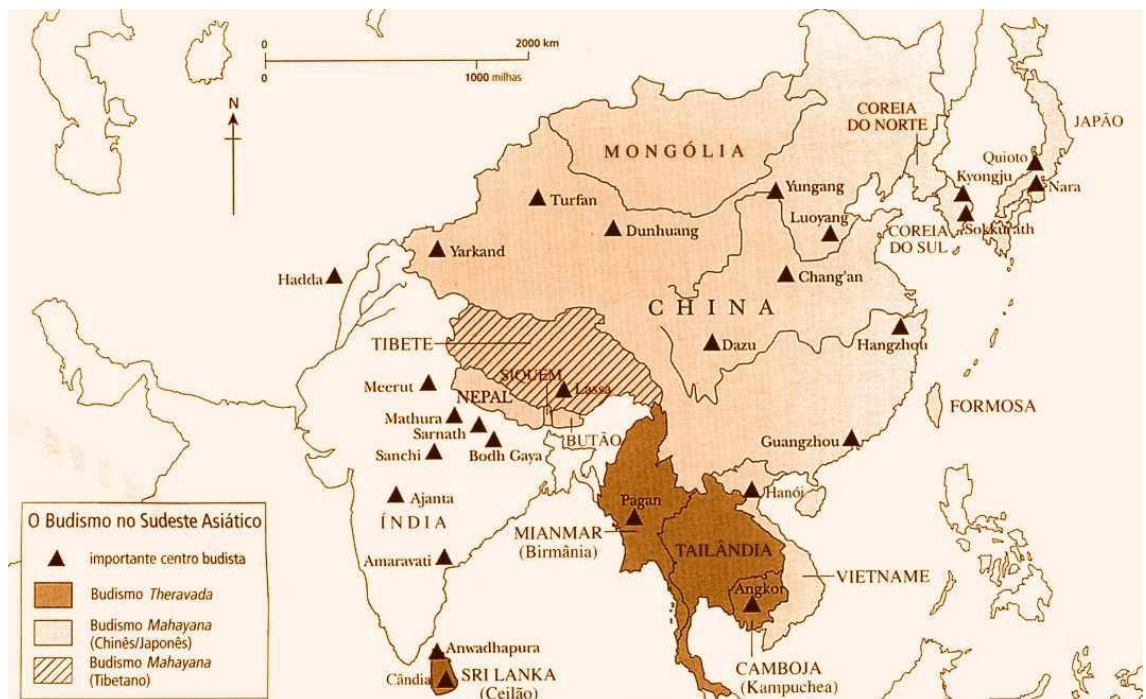 0
2000 km
0
1000 milhas
N
MONGÓLIA
COREIA
DO NORTE
JAPÃO
Quioto
Kyongju
Nara
Sokkurath
COREIA
DO SUL
Yungang
Luoyang
Turfan
Dunhuang
Yarkand
Chang'an
Hadda
CHINA
TIBETE
Dazu
Hangzhou
SIQUEM
Lassa
Meerut
NEPAL
Mathura
Sarnath
BUTÃO
Sanchi
Bodh Gaya
FORMOSA
Guangzhou
Ajanta
ÍNDIA
Hanói
Pagan
MIANMAR
(Birmânia)
TAILÂNDIA
Amaravati
VIETNAME
Angkor
Anwadhapura
Cândia
SRI LANKA
(Ceilão)
CAMBOJA
(Kampuchea)
O Budismo no Sudeste Asiático
importante centro budista
Budismo Theravada
Budismo Mahayana
(Chinês/Japonês)
Budismo Mahayana
(Tibetano)